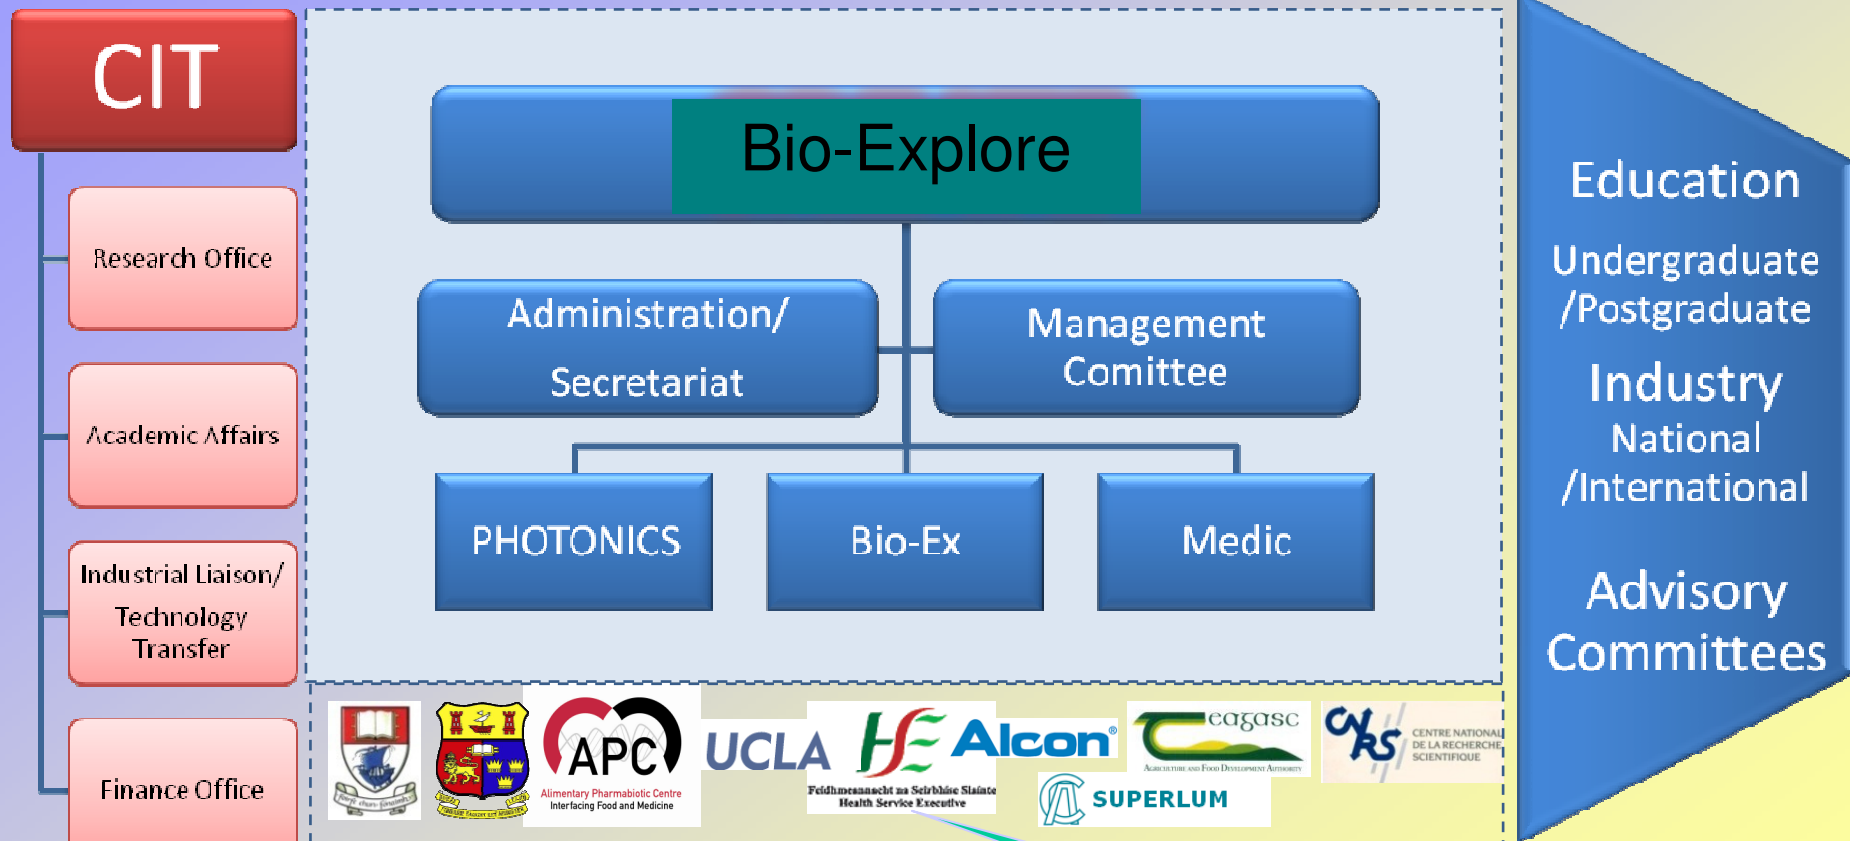 CIT
Research Office
Academic Affairs
Industrial Liaison/
Technology
Transfer
Finance Office
Bio-Explore
Administration/
Secretariat
Management
Comittee
PHOTONICS
Bio-Ex
Medic
Education
Undergraduate
/Postgraduate
Industry
National
/International
Advisory
Committees
APC
Alimentary Pharmabiotic Centre
Interfacing Food and Medicine
UCLA
Feidhmeannacht na Seirbhíse Sláinte
Health Service Executive
Alcon®
SUPERLUM
eagasc
AGRICULTURE AND FOOD DEVELOPMENT AUTHORITY
CNRS
CENTRE NATIONAL
DE LA RECHERCHE
SCIENTIFIQUE